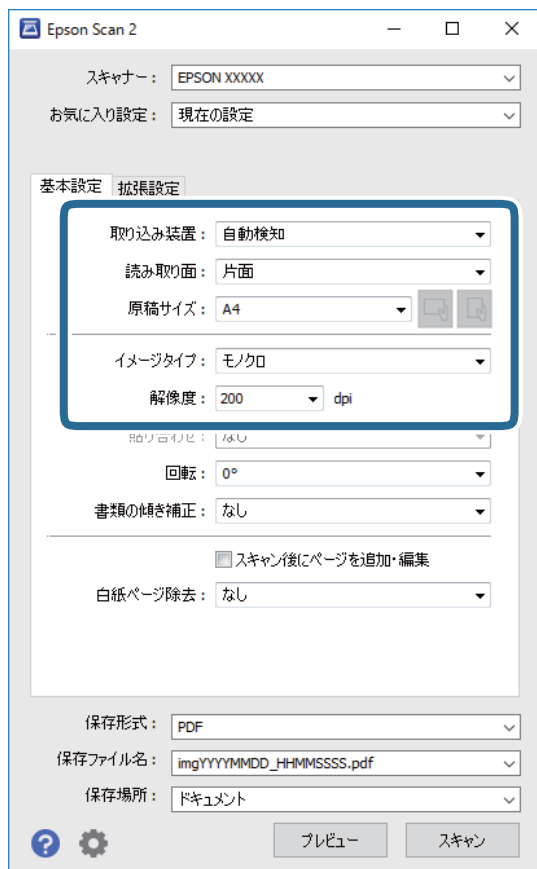 Epson Scan 2
スキャナー： EPSON XXXXX
お気に入り設定： 現在の設定
基本設定 拡張設定
取り込み装置： 自動検知
読み取り面： 片面
原稿サイズ： A4
イメージタイプ： モノクロ
解像度： 200 dpi
貼り合わせ： なし
回転： 0°
書類の傾き補正： なし
スキャン後にページを追加・編集
白紙ページ除去： なし
保存形式： PDF
保存ファイル名： imgYYYYMMDD_HHMMSSSS.pdf
保存場所： ドキュメント
? プレビュー スキャン